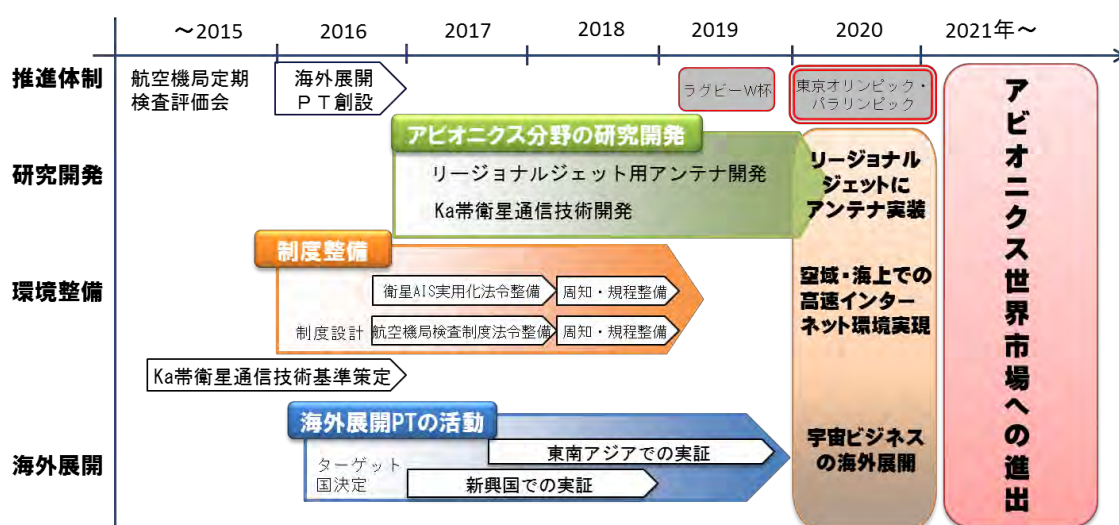 ～2015
2016
2017
2018
2019
2020
2021年～
推進体制
航空機局定期
検査評価会
海外展開
ＰＴ創設
ラグビーW杯
東京オリンピック・
パラリンピック
研究開発
アビオニクス分野の研究開発
リージョナルジェット用アンテナ開発
Ka帯衛星通信技術開発
リージョナル
ジェットに
アンテナ実装
環境整備
制度整備
衛星AIS実用化法令整備
周知・規程整備
制度設計
航空機局検査制度法令整備
周知・規程整備
Ka帯衛星通信技術基準策定
空域・海上での
高速インター
ネット環境実現
海外展開
海外展開PTの活動
ターゲット
国決定
東南アジアでの実証
新興国での実証
宇宙ビジネス
の海外展開
アビオニクス世界市場への進出